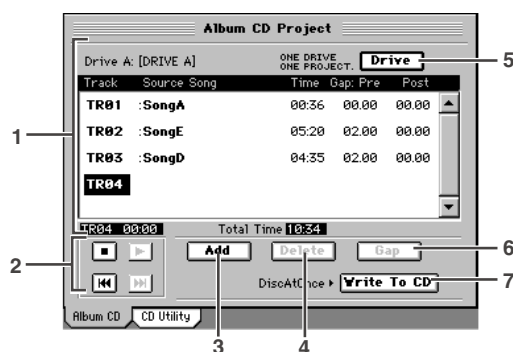 Album CD Project
Drive A: [DRIVE A] ONE DRIVE ONE PROJECT. Drive 5
Track Source Song Time Gap: Pre Post
1
TR01 :SongA 00:36 00.00 00.00
TR02 :SongE 05:20 02.00 00.00
TR03 :SongD 04:35 02.00 00.00
TR04
TR04 00:00 Total Time 10:34
2
Add Delete Gap 6
DiscAtOnce Write To CD 7
Album CD CD Utility
3 4